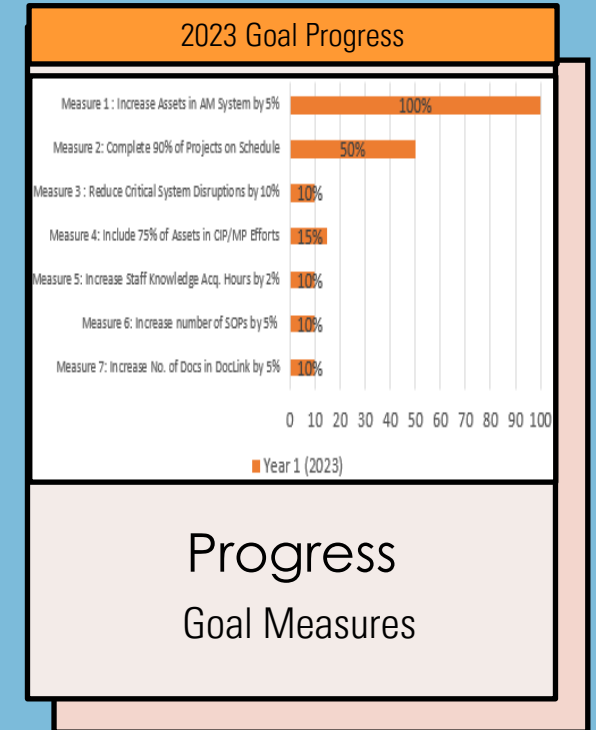 2023 Goal Progress
Measure 1 : Increase Assets in AM System by 5%
100%
Measure 2: Complete 90% of Projects on Schedule
50%
Measure 3 : Reduce Critical System Disruptions by 10%
10%
Measure 4: Include 75% of Assets in CIP/MP Efforts
15%
Measure 5: Increase Staff Knowledge Acq. Hours by 2%
10%
Measure 6: Increase number of SOPs by 5%
10%
Measure 7: Increase No. of Docs in DocLink by 5%
10%
0 10 20 30 40 50 60 70 80 90 100
Year 1 (2023)
Progress
Goal Measures